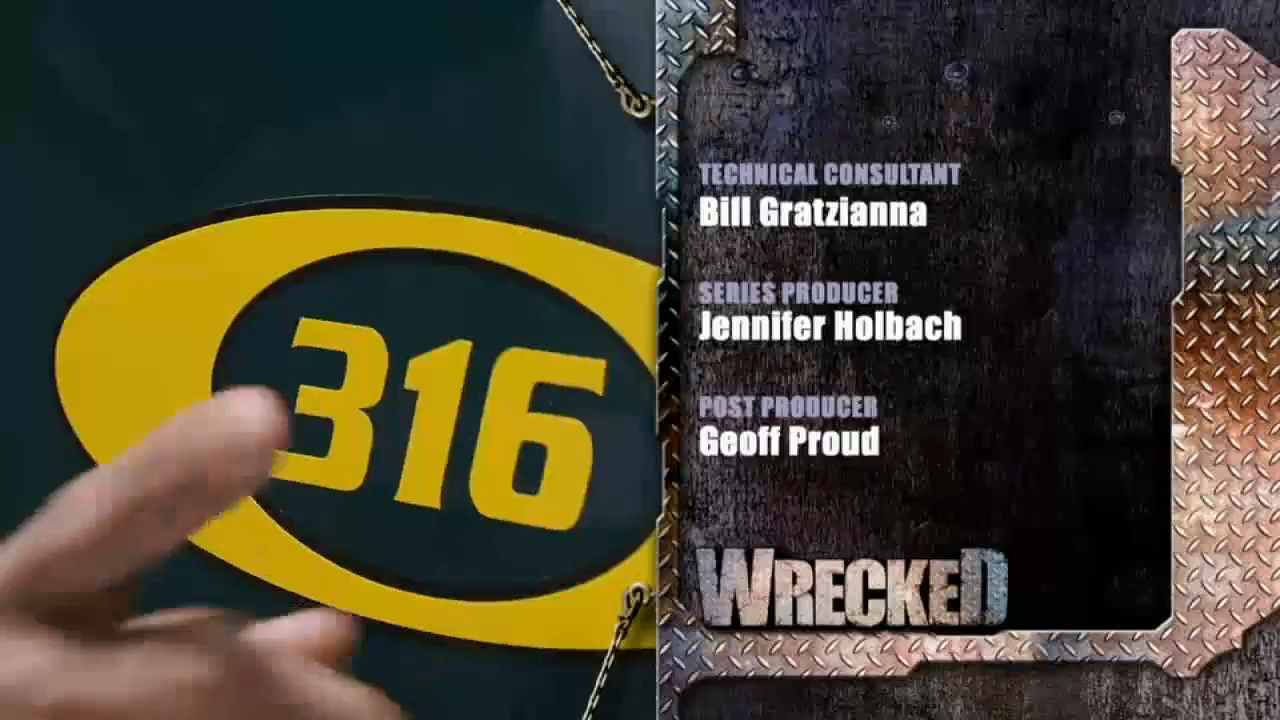 316
TECHNICAL CONSULTANT
Bill Gratzianna
SERIES PRODUCER
Jennifer Holbach
POST PRODUCER
Geoff Proud
WRECKED